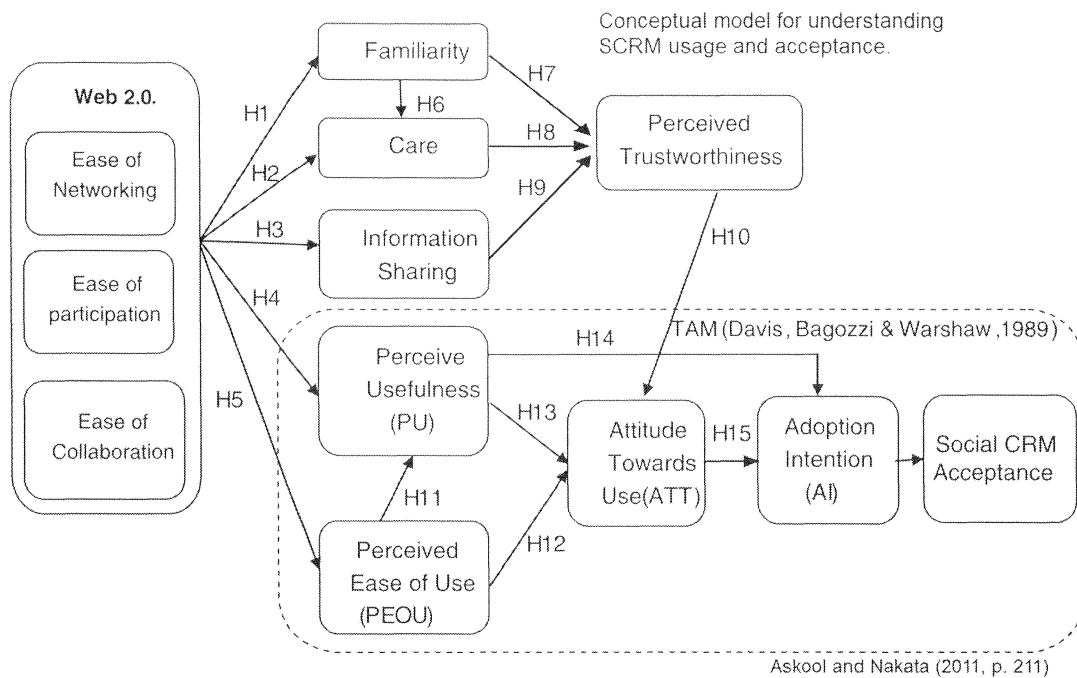 Conceptual model for understanding
SCRM usage and acceptance.
Web 2.0.
Ease of
Networking
Ease of
participation
Ease of
Collaboration
H1
H2
H3
H4
H5
Familiarity
H6
Care
Information
Sharing
H7
H8
H9
Perceived
Trustworthiness
H10
TAM (Davis, Bagozzi & Warshaw ,1989)
H14
Perceive
Usefulness
(PU)
H11
Perceived
Ease of Use
(PEOU)
H13
H12
Attitude
Towards
Use(ATT)
H15
Adoption
Intention
(AI)
Social CRM
Acceptance
Askool and Nakata (2011, p. 211)